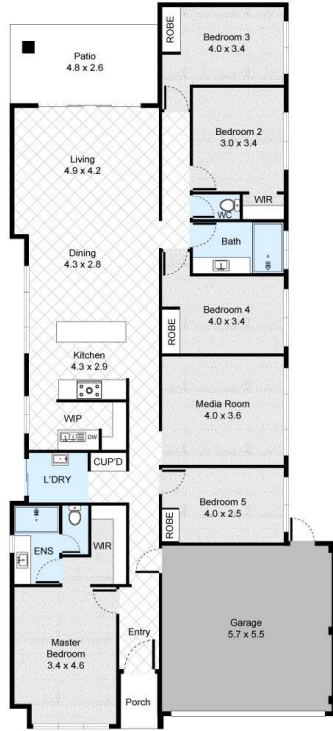 Patio
4.8 x 2.6
ROBE
Bedroom 3
4.0 x 3.4
Bedroom 2
3.0 x 3.4
Living
4.9 x 4.2
WC
WIR
Bath
Dining
4.3 x 2.8
ROBE
Bedroom 4
4.0 x 3.4
Kitchen
4.3 x 2.9
Media Room
4.0 x 3.6
WIP
DW
CUP'D
L'DRY
Bedroom 5
4.0 x 2.5
ROBE
ENS
WIR
Garage
5.7 x 5.5
Entry
Master
Bedroom
3.4 x 4.6
Porch